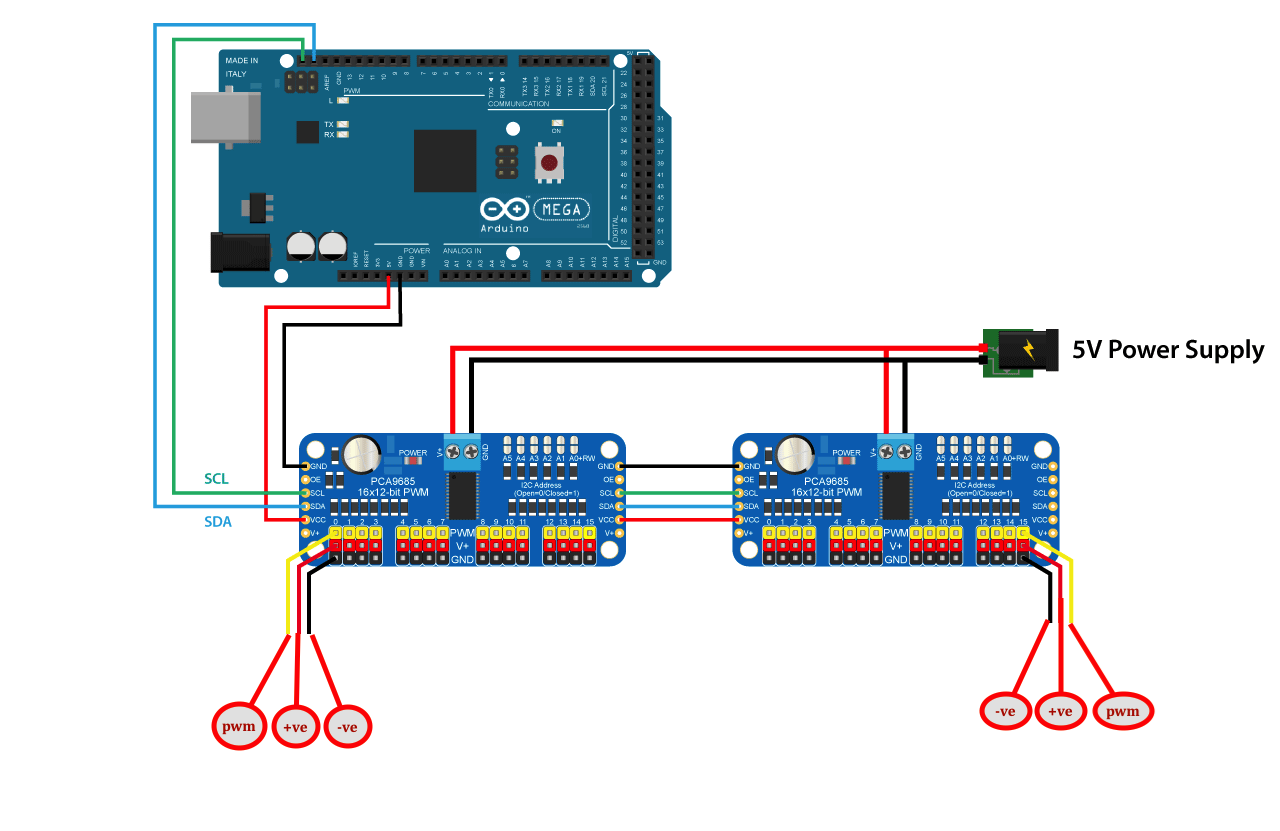 MADE IN
ITALY
AREF
GND
13
12
11
10
9
8
7
6
5
4
3
2
TX0 ◄ 1
RX0 ► 0
TX3 14
RX3 15
TX2 16
RX2 17
TX1 18
RX1 19
SDA 20
SCL 21
5V
PWM
COMMUNICATION
L
TX
RX
ON
22
24
26
28
30
32
34
36
38
40
42
44
46
48
50
52
31
33
35
37
39
41
43
45
47
49
51
53
DIGITAL
GND
Arduino
MEGA
POWER
ANALOG IN
IOREF
RESET
3V3
5V
GND
GND
VIN
A0
A1
A2
A3
A4
A5
A7
A8
A9
A10
A11
A12
A13
A14
A15
5V Power Supply
SCL
SDA
GND
OE
SCL
SDA
VCC
V+
POWER
V+
GND
A5 A4 A3 A2 A1 A0+RW
PCA9685
16x12-bit PWM
I2C Address
(Open=0/Closed=1)
GND
OE
SCL
SDA
VCC
V+
0 1 2 3 4 5 6 7 8 9 10 11 12 13 14 15
PWM
V+
GND
GND
OE
SCL
SDA
VCC
V+
POWER
V+
GND
A5 A4 A3 A2 A1 A0+RW
PCA9685
16x12-bit PWM
I2C Address
(Open=0/Closed=1)
GND
OE
SCL
SDA
VCC
V+
0 1 2 3 4 5 6 7 8 9 10 11 12 13 14 15
PWM
V+
GND
pwm
+ve
-ve
-ve
+ve
pwm